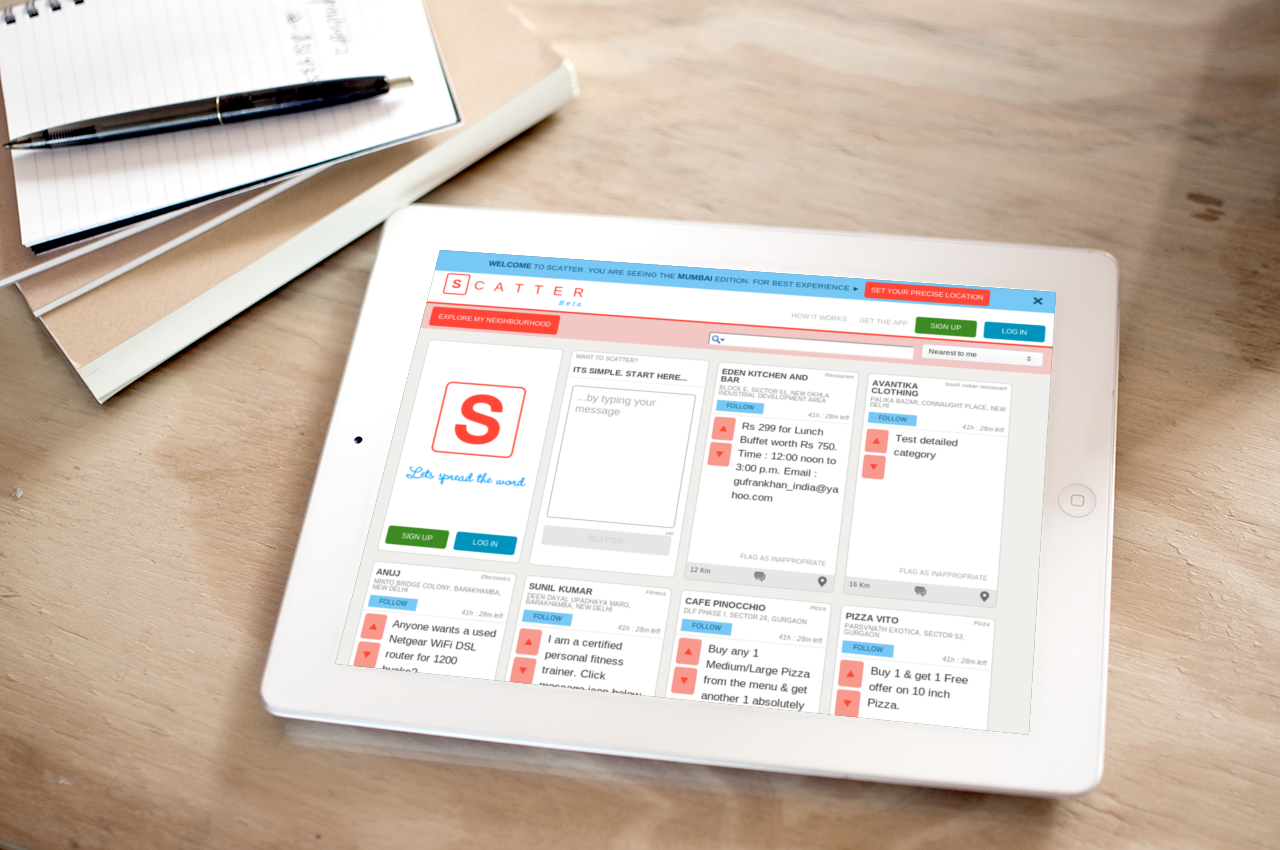 WELCOME TO SCATTER. YOU ARE SEEING THE MUMBAI EDITION. FOR BEST EXPERIENCE ► SET YOUR PRECISE LOCATION ×
SCATTER
Beta
HOW IT WORKS GET THE APP SIGN UP LOG IN
EXPLORE MY NEIGHBOURHOOD
Nearest to me
S
Lets spread the word
SIGN UP LOG IN
WANT TO SCATTER?
ITS SIMPLE. START HERE...
...by typing your
message
SCATTER
EDEN KITCHEN AND
BAR
Restaurant
BLOCK E, SECTOR 61, NEW OKHLA
INDUSTRIAL DEVELOPMENT AREA
FOLLOW
41h : 28m left
Rs 299 for Lunch
Buffet worth Rs 750.
Time : 12:00 noon to
3:00 p.m. Email :
gufrankhan_india@ya
hoo.com
FLAG AS INAPPROPRIATE
12 Km
AVANTIKA
CLOTHING
South indian restaurant
PALIKA BAZAR, CONNAUGHT PLACE, NEW
DELHI
FOLLOW
41h : 28m left
Test detailed
category
FLAG AS INAPPROPRIATE
16 Km
ANUJ
Electronics
MINTO BRIDGE COLONY, BARAKHAMBA,
NEW DELHI
FOLLOW
41h : 28m left
Anyone wants a used
Netgear WiFi DSL
router for 1200
bucks?
SUNIL KUMAR
Fitness
DEEN DAYAL UPADHAYA MARG,
BARAKHAMBA, NEW DELHI
FOLLOW
41h : 28m left
I am a certified
personal fitness
trainer. Click
message icon below
CAFE PINOCCHIO
Pizza
DLF PHASE I, SECTOR 26, GURGAON
FOLLOW
41h : 28m left
Buy any 1
Medium/Large Pizza
from the menu & get
another 1 absolutely
PIZZA VITO
Pizza
PARSVNATH EXOTICA, SECTOR 53,
GURGAON
FOLLOW
41h : 28m left
Buy 1 & get 1 Free
offer on 10 inch
Pizza.